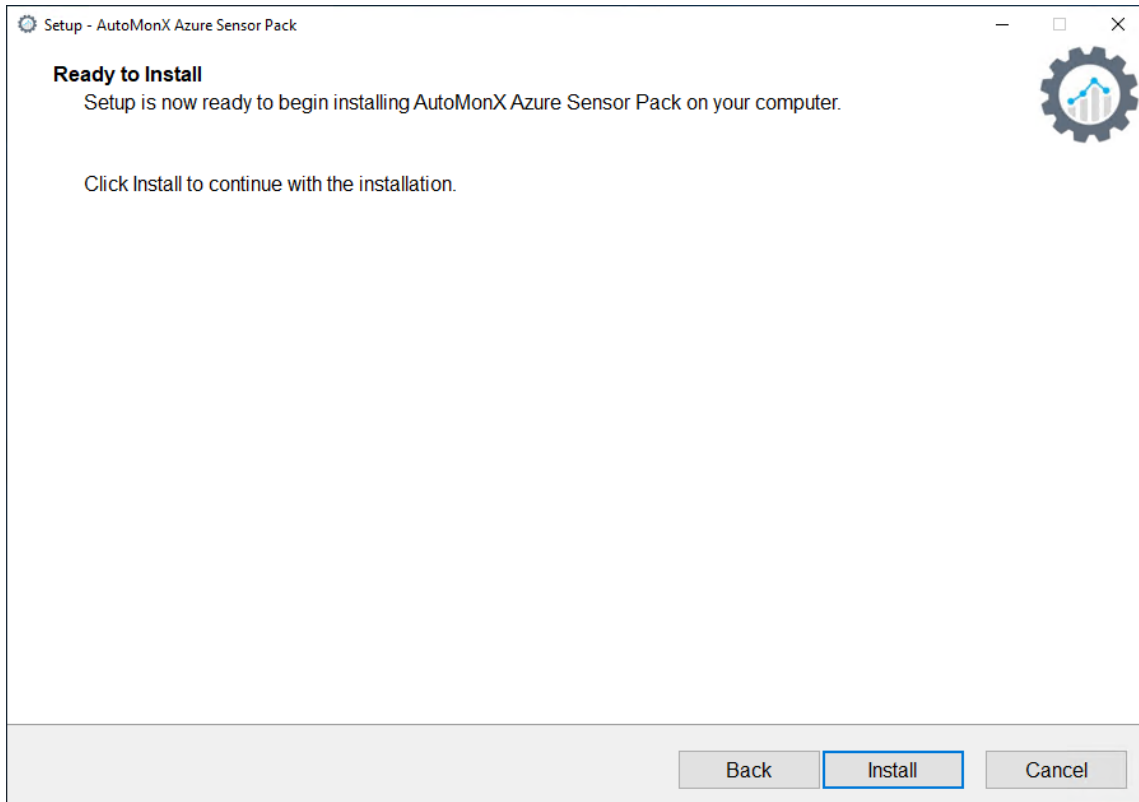 Setup - AutoMonX Azure Sensor Pack
Ready to Install
Setup is now ready to begin installing AutoMonX Azure Sensor Pack on your computer.
Click Install to continue with the installation.
Back
Install
Cancel